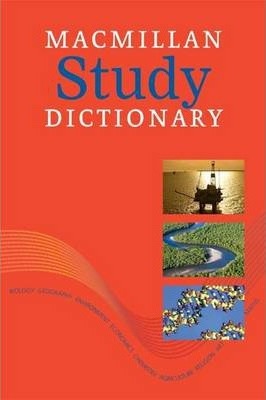 MACMILLAN
Study
DICTIONARY
BIOLOGY GEOGRAPHY ENVIRONMENT ECONOMICS CHEMISTRY AGRICULTURE RELIGION